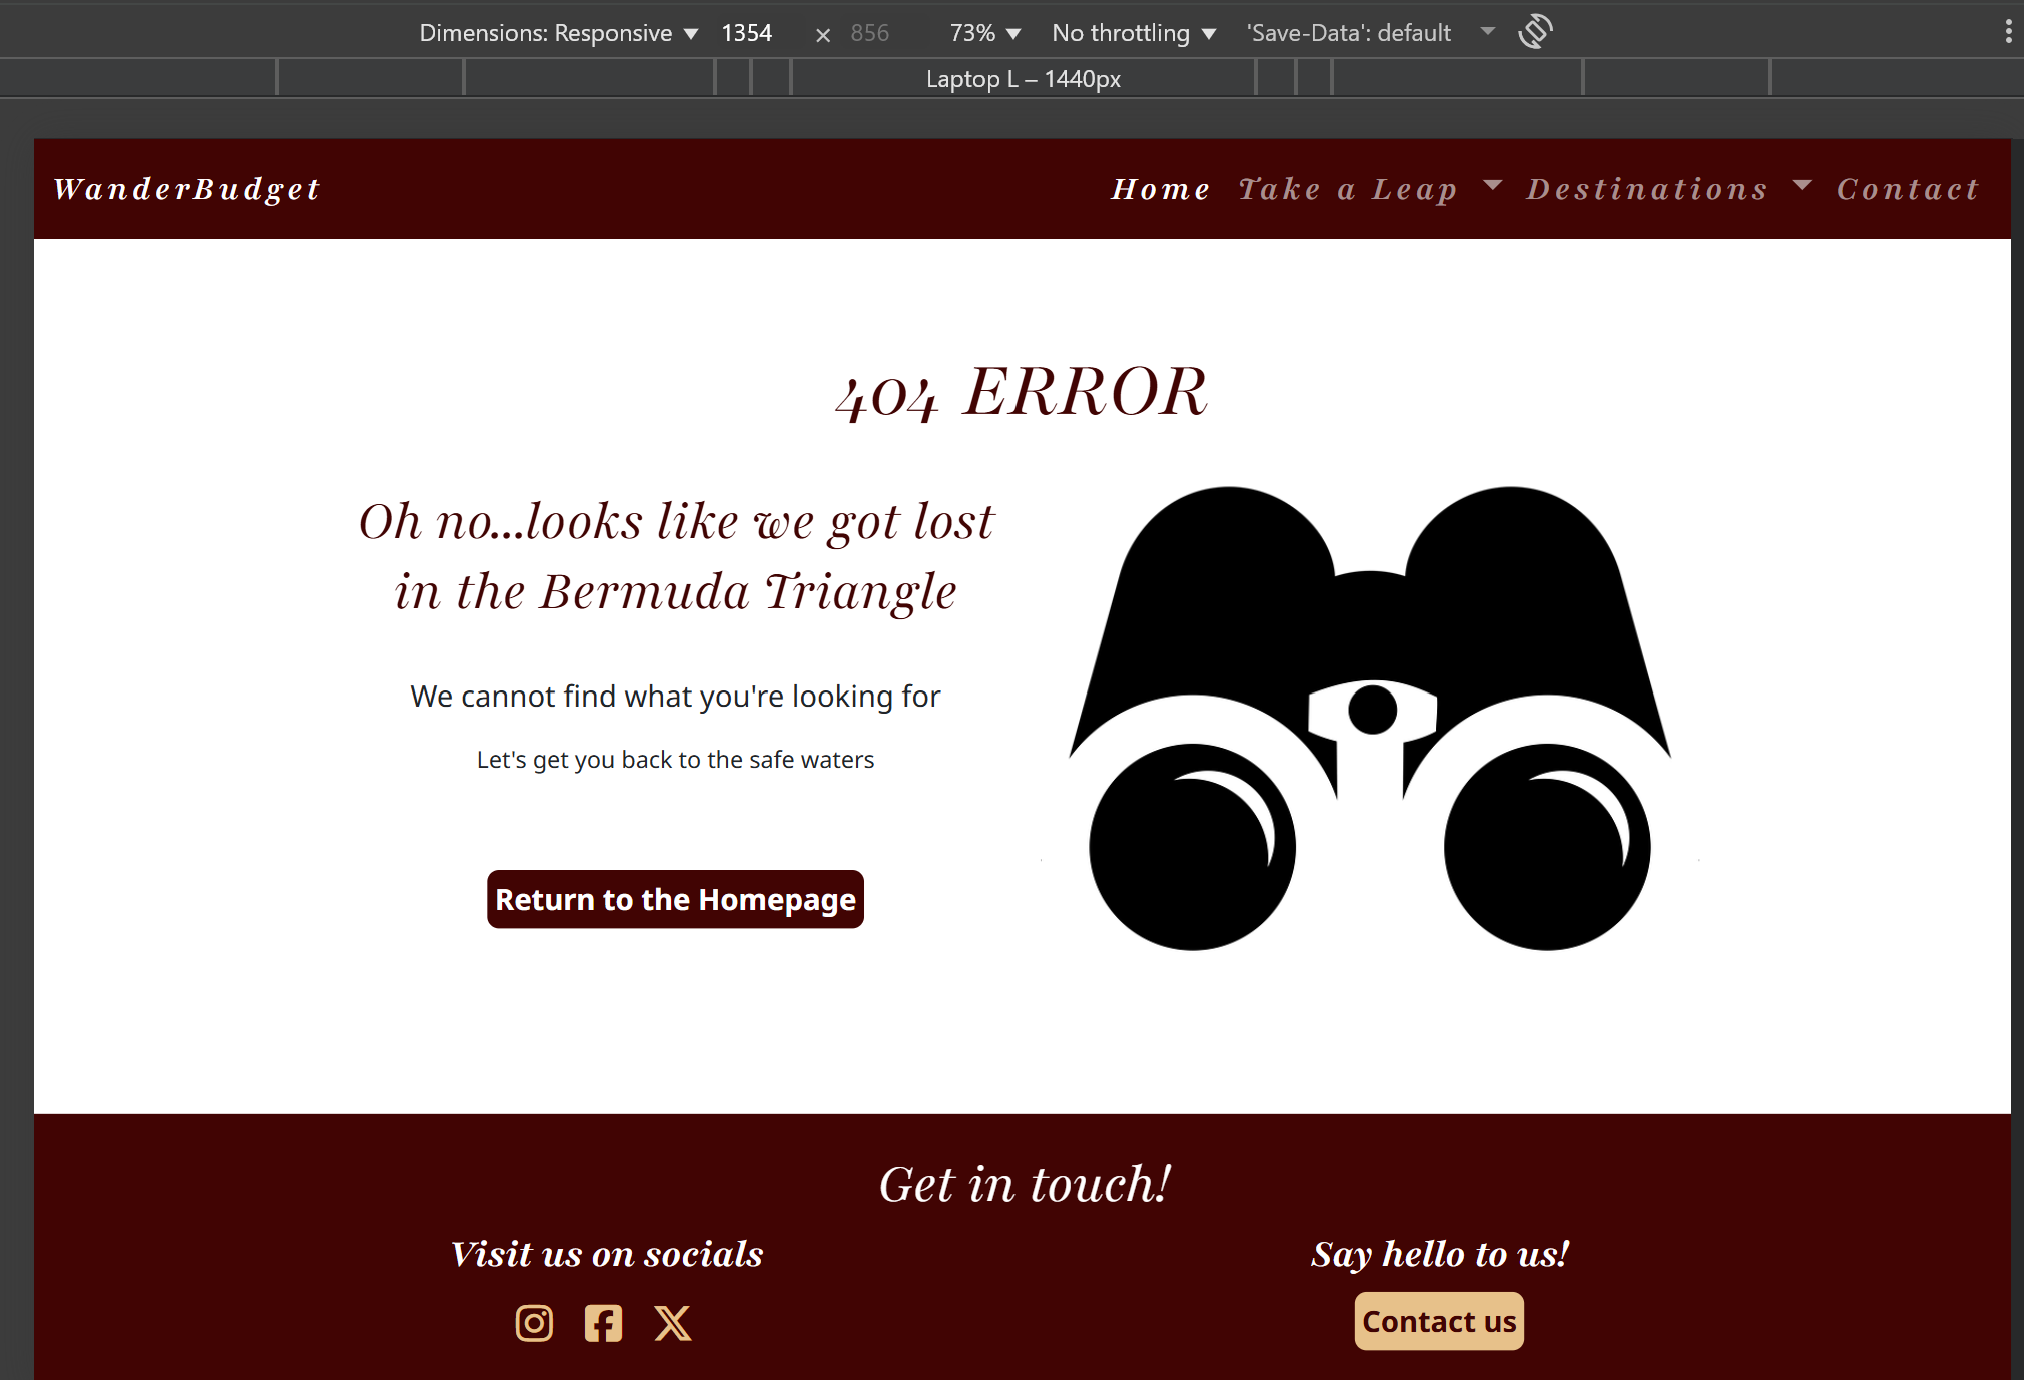 Dimensions: Responsive 1354 × 856 73% No throttling 'Save-Data': default
Laptop L – 1440px
WanderBudget Home Take a Leap Destinations Contact
404 ERROR
Oh no...looks like we got lost
in the Bermuda Triangle
We cannot find what you're looking for
Let's get you back to the safe waters
Return to the Homepage
Get in touch!
Visit us on socials
Say hello to us!
Contact us